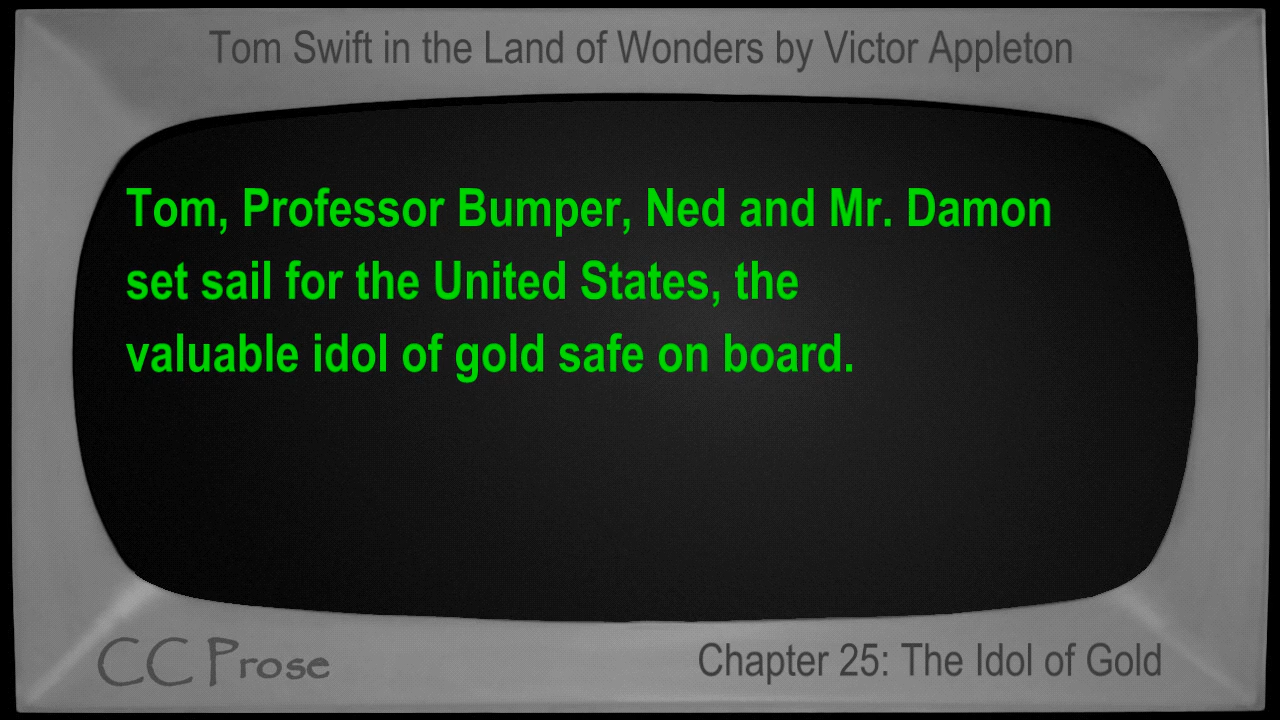 Tom Swift in the Land of Wonders by Victor Appleton
Tom, Professor Bumper, Ned and Mr. Damon
set sail for the United States, the
valuable idol of gold safe on board.
CC Prose
Chapter 25: The Idol of Gold